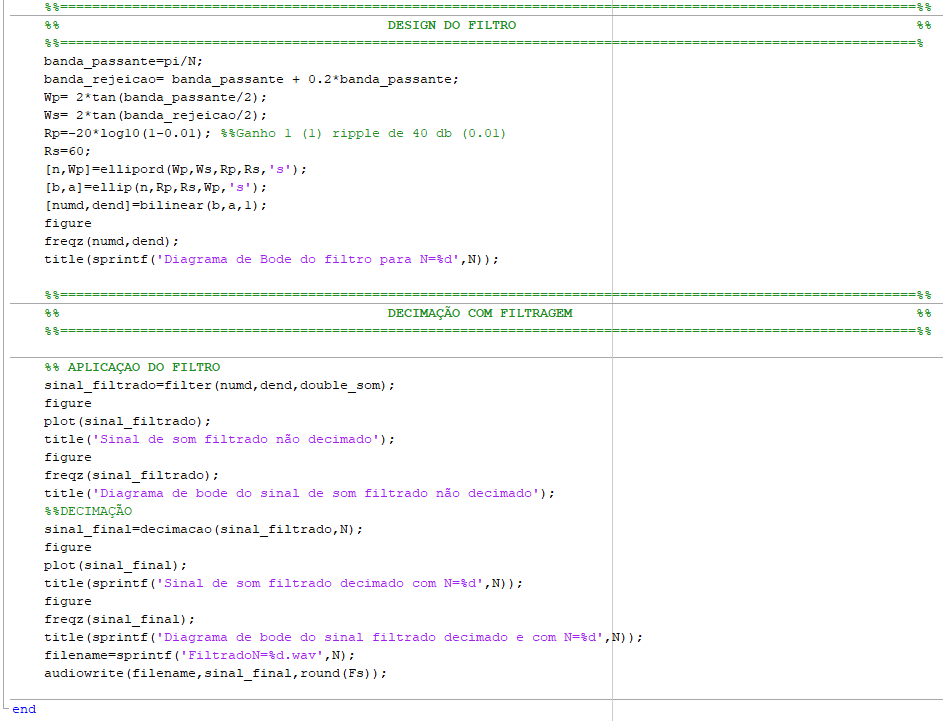 %%===========================================================================================================%%
%% DESIGN DO FILTRO %%
%%===========================================================================================================%
banda_passante=pi/N;
banda_rejeicao= banda_passante + 0.2*banda_passante;
Wp= 2*tan(banda_passante/2);
Ws= 2*tan(banda_rejeicao/2);
Rp=-20*log10(1-0.01); %%Ganho 1 (1) ripple de 40 db (0.01)
Rs=60;
[n,Wp]=ellipord(Wp,Ws,Rp,Rs,'s');
[b,a]=ellip(n,Rp,Rs,Wp,'s');
[numd,dend]=bilinear(b,a,1);
figure
freqz(numd,dend);
title(sprintf('Diagrama de Bode do filtro para N=%d',N));
%%===========================================================================================================%%
%% DECIMAÇÃO COM FILTRAGEM %%
%%===========================================================================================================%%
%% APLICAÇAO DO FILTRO
sinal_filtrado=filter(numd,dend,double_som);
figure
plot(sinal_filtrado);
title('Sinal de som filtrado não decimado');
figure
freqz(sinal_filtrado);
title('Diagrama de bode do sinal de som filtrado não decimado');
%%DECIMAÇÃO
sinal_final=decimacao(sinal_filtrado,N);
figure
plot(sinal_final);
title(sprintf('Sinal de som filtrado decimado com N=%d',N));
figure
freqz(sinal_final);
title(sprintf('Diagrama de bode do sinal filtrado decimado e com N=%d',N));
filename=sprintf('FiltradoN=%d.wav',N);
audiowrite(filename,sinal_final,round(Fs));
end